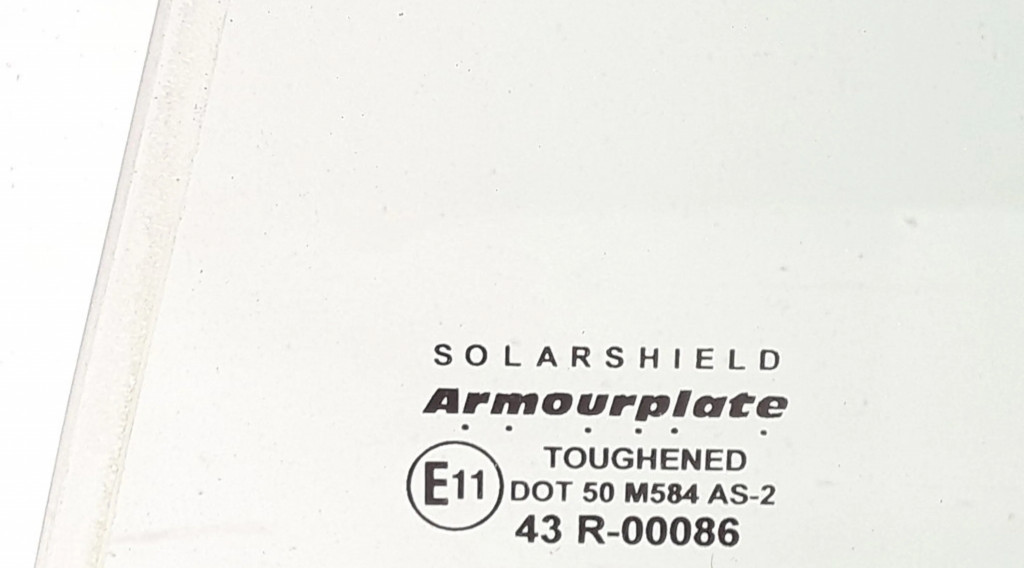 SOLARSHIELD
Armourplate
TOUGHENED
E11 DOT 50 M584 AS-2
43 R-00086